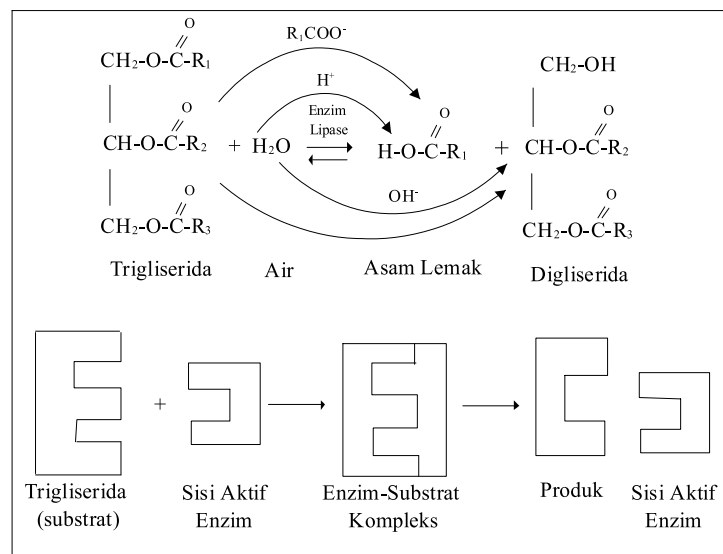 R₁COO⁻
O
CH₂-O-C-R₁
H⁺
O
CH-O-C-R₂
+
H₂O
Enzim
Lipase
O
H-O-C-R₁
+
CH₂-OH
O
CH-O-C-R₂
OH⁻
O
CH₂-O-C-R₃
O
CH₂-O-C-R₃
Trigliserida
Air
Asam Lemak
Digliserida
+
Trigliserida
(substrat)
Sisi Aktif
Enzim
Enzim-Substrat
Kompleks
Produk
Sisi Aktif
Enzim